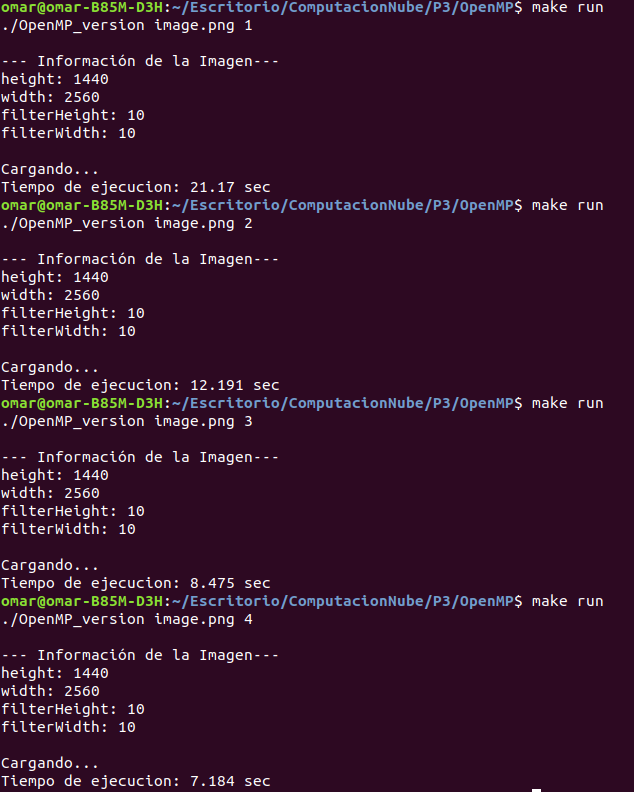 omar@omar-B85M-D3H:~/Escritorio/ComputacionNube/P3/OpenMP$ make run
./OpenMP_version image.png 1
--- Información de la Imagen---
height: 1440
width: 2560
filterHeight: 10
filterWidth: 10
Cargando...
Tiempo de ejecucion: 21.17 sec
omar@omar-B85M-D3H:~/Escritorio/ComputacionNube/P3/OpenMP$ make run
./OpenMP_version image.png 2
--- Información de la Imagen---
height: 1440
width: 2560
filterHeight: 10
filterWidth: 10
Cargando...
Tiempo de ejecucion: 12.191 sec
omar@omar-B85M-D3H:~/Escritorio/ComputacionNube/P3/OpenMP$ make run
./OpenMP_version image.png 3
--- Información de la Imagen---
height: 1440
width: 2560
filterHeight: 10
filterWidth: 10
Cargando...
Tiempo de ejecucion: 8.475 sec
omar@omar-B85M-D3H:~/Escritorio/ComputacionNube/P3/OpenMP$ make run
./OpenMP_version image.png 4
--- Información de la Imagen---
height: 1440
width: 2560
filterHeight: 10
filterWidth: 10
Cargando...
Tiempo de ejecucion: 7.184 sec